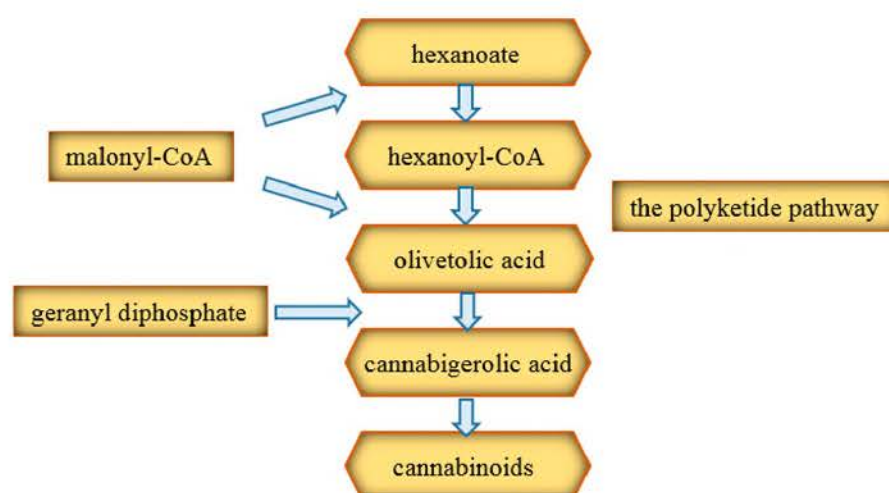 hexanoate
malonyl-CoA
hexanoyl-CoA
the polyketide pathway
olivetolic acid
geranyl diphosphate
cannabigerolic acid
cannabinoids